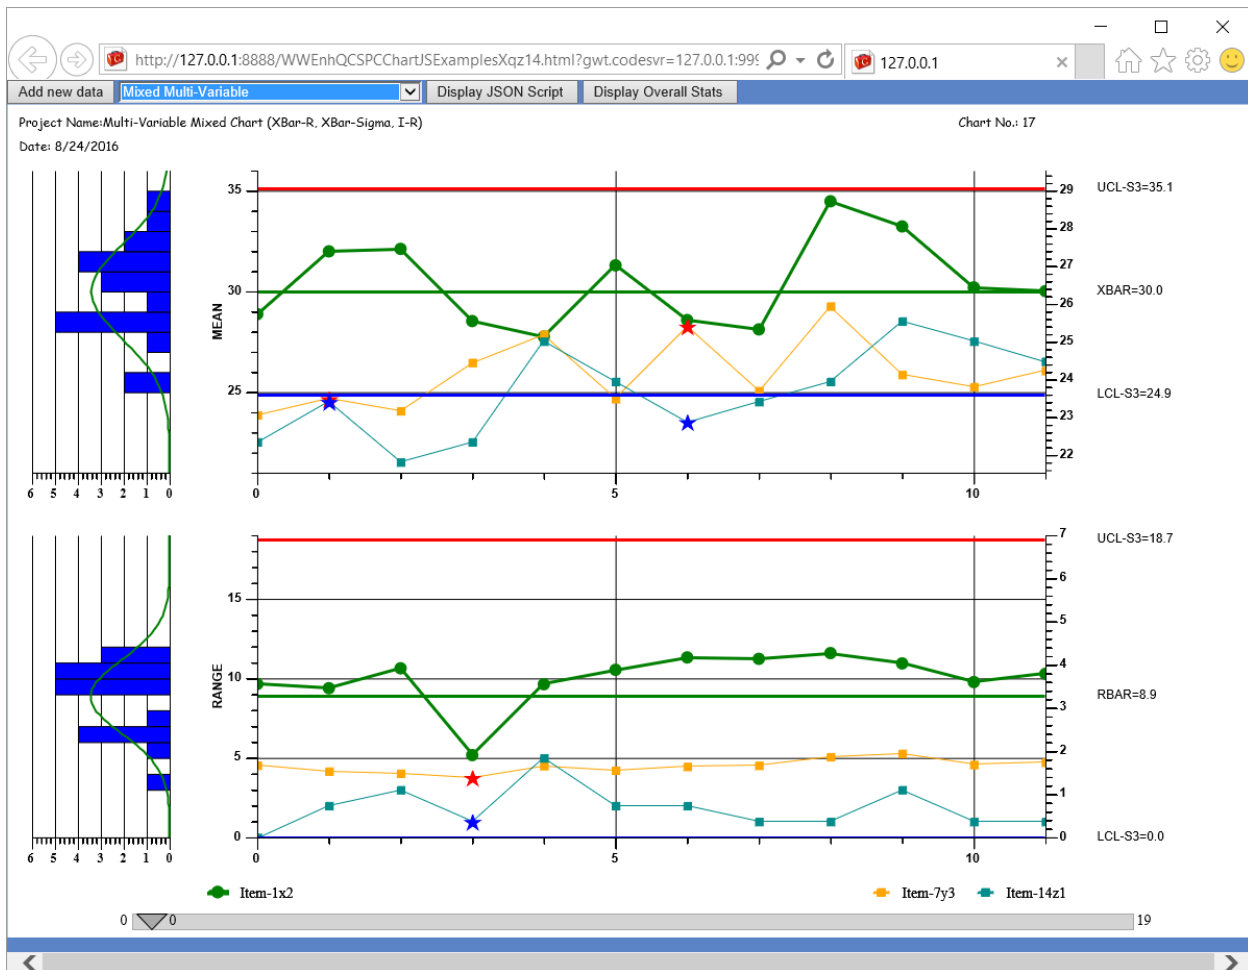 http://127.0.0.1:8888/WWEnhQCSPCChartJSExamplesXqz14.html?gwt.codesvr=127.0.0.1:999
127.0.0.1
Add new data
Mixed Multi-Variable
Display JSON Script
Display Overall Stats
Project Name:Multi-Variable Mixed Chart (XBar-R, XBar-Sigma, I-R)
Chart No.: 17
Date: 8/24/2016
35
30
25
MEAN
29
28
27
26
25
24
23
22
UCL-S3=35.1
XBAR=30.0
LCL-S3=24.9
6 5 4 3 2 1 0
0 5 10
15
10
5
0
RANGE
7
6
5
4
3
2
1
0
UCL-S3=18.7
RBAR=8.9
LCL-S3=0.0
6 5 4 3 2 1 0
0 5 10
Item-1x2
Item-7y3
Item-14z1
0 0 19